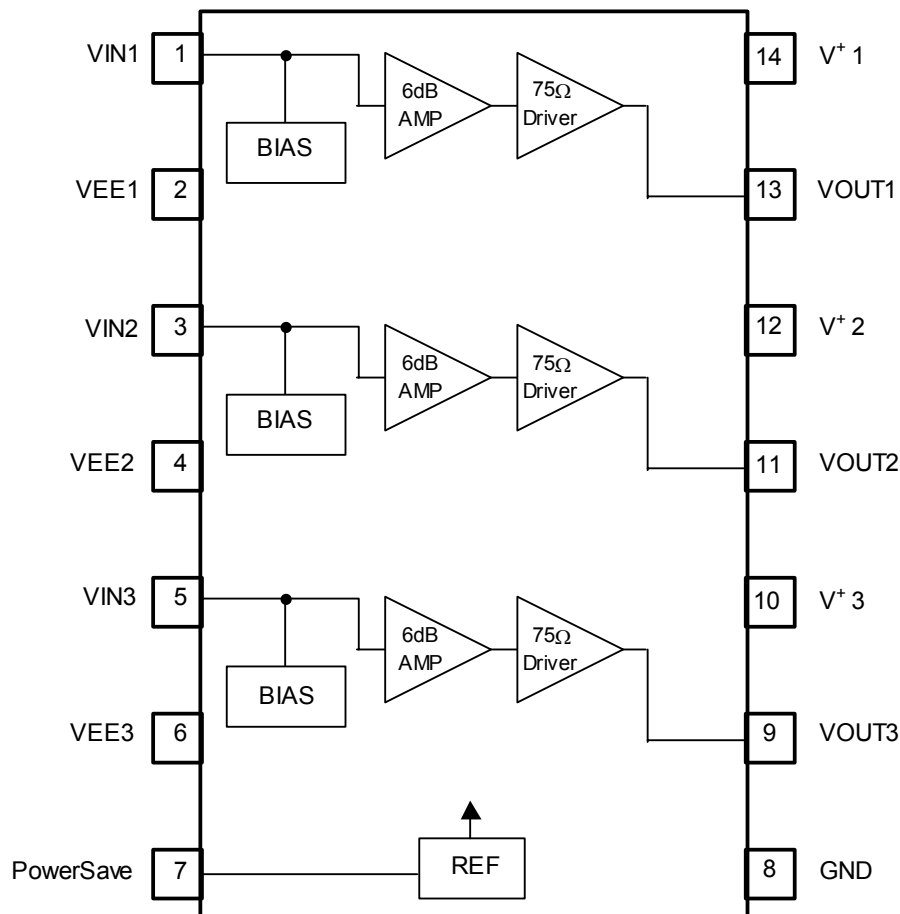 VIN1 1
6dB
AMP
75Ω
Driver
14 V+ 1
BIAS
VEE1 2
13 VOUT1
VIN2 3
6dB
AMP
75Ω
Driver
12 V+ 2
BIAS
VEE2 4
11 VOUT2
VIN3 5
6dB
AMP
75Ω
Driver
10 V+ 3
BIAS
VEE3 6
9 VOUT3
PowerSave 7
REF
8 GND